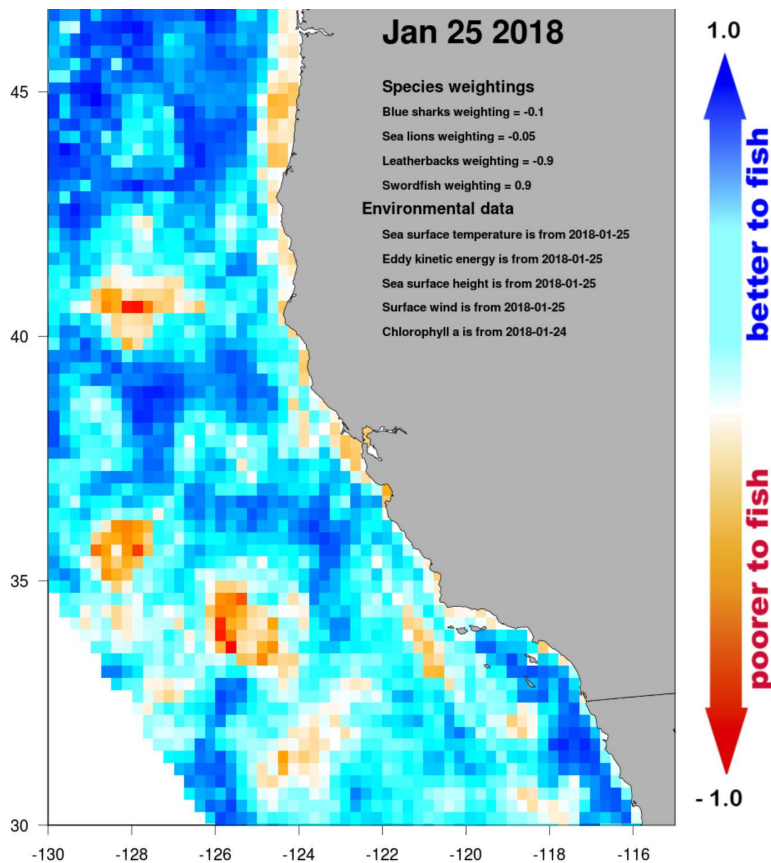 Jan 25 2018
1.0
Species weightings
Blue sharks weighting = -0.1
Sea lions weighting = -0.05
Leatherbacks weighting = -0.9
Swordfish weighting = 0.9
Environmental data
Sea surface temperature is from 2018-01-25
Eddy kinetic energy is from 2018-01-25
Sea surface height is from 2018-01-25
Surface wind is from 2018-01-25
Chlorophyll a is from 2018-01-24
better to fish
poorer to fish
- 1.0
45
40
35
30
-130
-128
-126
-124
-122
-120
-118
-116